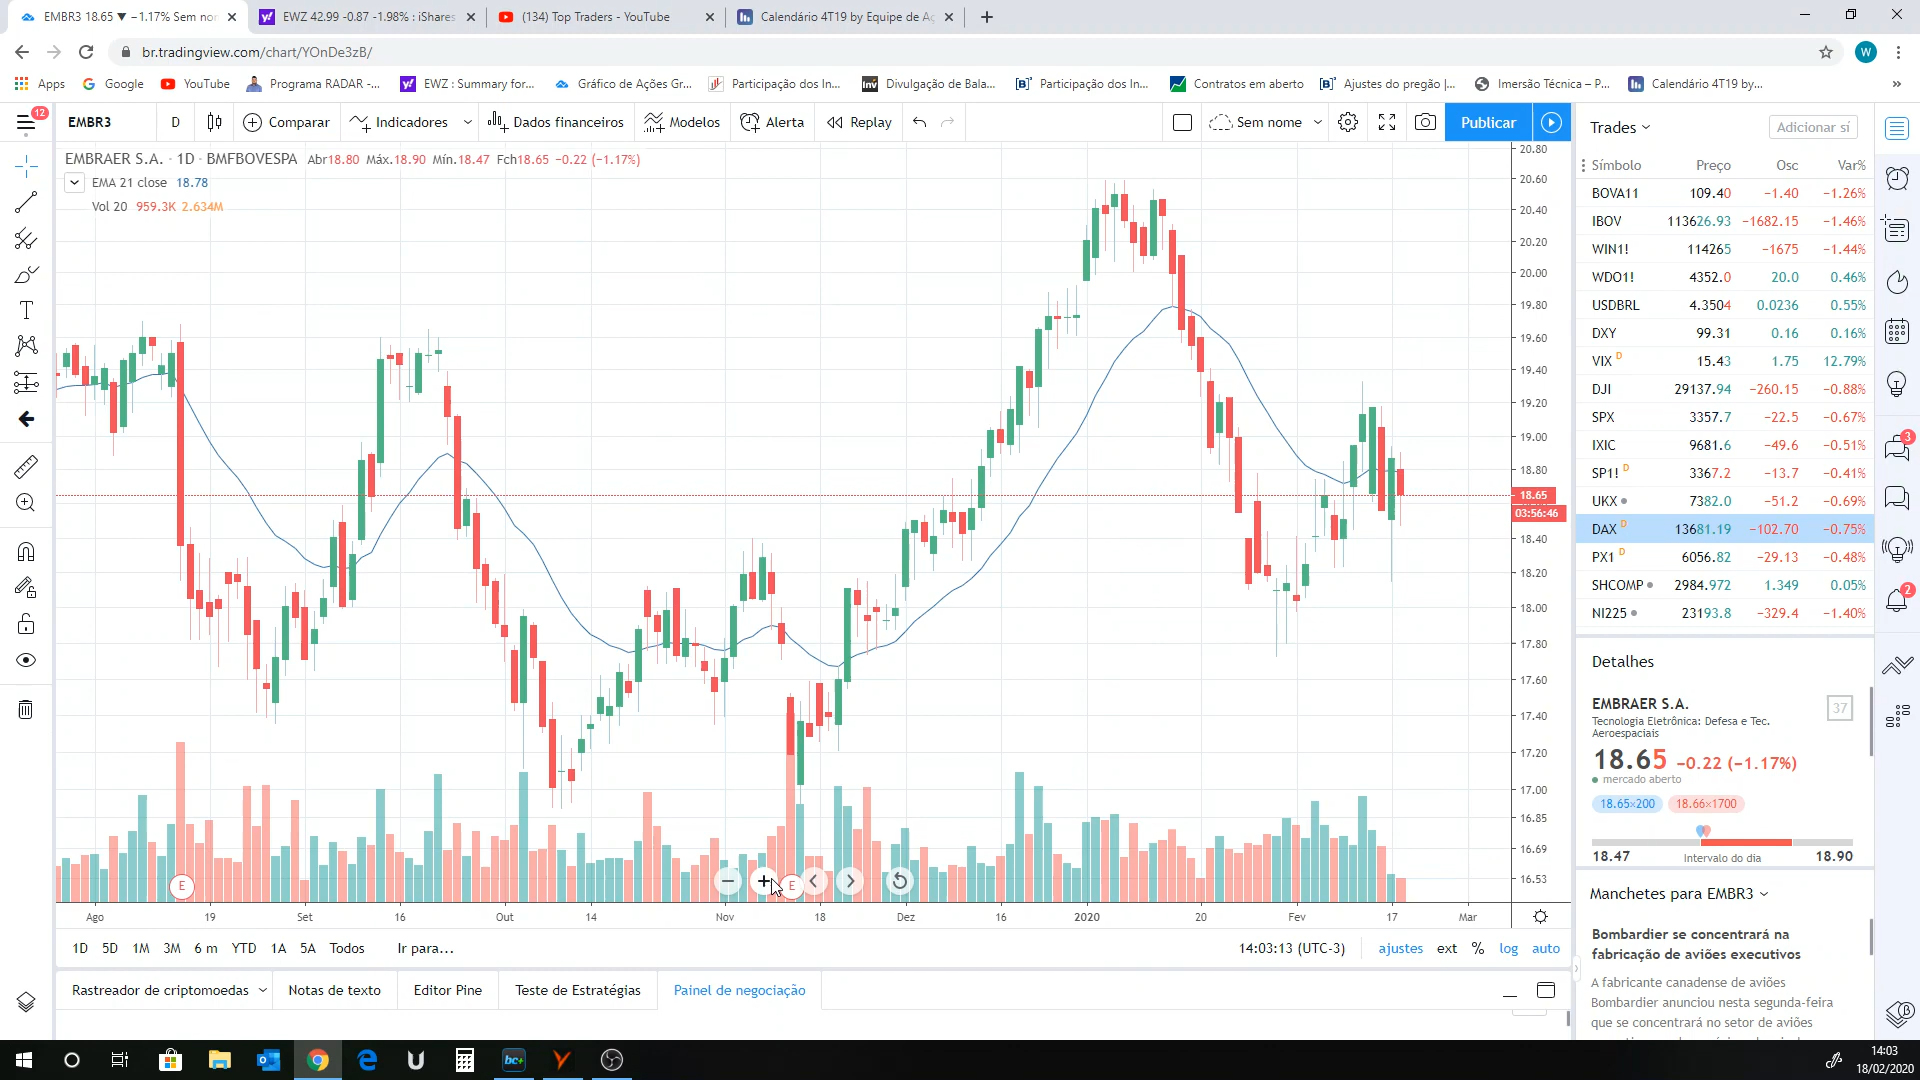 EMBR3 18.65 ▼ −1.17% Sem nor
EWZ 42.99 -0.87 -1.98% : iShares
(134) Top Traders - YouTube
Calendário 4T19 by Equipe de Aç
br.tradingview.com/chart/YOnDe3zB/
W
Apps
Google
YouTube
Programa RADAR -...
EWZ : Summary for...
Gráfico de Ações Gr...
Participação dos In...
Divulgação de Bala...
Participação dos In...
Contratos em aberto
Ajustes do pregão |...
Imersão Técnica – P...
Calendário 4T19 by...
12
EMBR3
D
Comparar
Indicadores
Dados financeiros
Modelos
Alerta
Replay
Sem nome
Publicar
EMBRAER S.A. · 1D · BMFBOVESPA Abr18.80 Máx.18.90 Mín.18.47 Fch18.65 −0.22 (−1.17%)
EMA 21 close 18.78
Vol 20 959.3K 2.634M
20.80
20.60
20.40
20.20
20.00
19.80
19.60
19.40
19.20
19.00
18.80
18.65
03:56:46
18.40
18.20
18.00
17.80
17.60
17.40
17.20
17.00
16.85
16.69
16.53
E
E
Ago 19 Set 16 Out 14 Nov 18 Dez 16 2020 20 Fev 17 Mar
1D 5D 1M 3M 6 m YTD 1A 5A Todos Ir para...
14:03:13 (UTC-3) ajustes ext % log auto
Rastreador de criptomoedas
Notas de texto
Editor Pine
Teste de Estratégias
Painel de negociação
Trades
Adicionar sí
Símbolo Preço Osc Var%
BOVA11 109.40 −1.40 −1.26%
IBOV 113626.93 −1682.15 −1.46%
WIN1! 114265 −1675 −1.44%
WDO1! 4352.0 20.0 0.46%
USDBRL 4.3504 0.0236 0.55%
DXY 99.31 0.16 0.16%
VIX D 15.43 1.75 12.79%
DJI 29137.94 −260.15 −0.88%
SPX 3357.7 −22.5 −0.67%
IXIC 9681.6 −49.6 −0.51%
SP1! D 3367.2 −13.7 −0.41%
UKX 7382.0 −51.2 −0.69%
DAX D 13681.19 −102.70 −0.75%
PX1 D 6056.82 −29.13 −0.48%
SHCOMP 2984.972 1.349 0.05%
NI225 23193.8 −329.4 −1.40%
Detalhes
EMBRAER S.A.
37
Tecnologia Eletrônica: Defesa e Tec.
Aeroespaciais
18.65 −0.22 (−1.17%)
mercado aberto
18.65×200 18.66×1700
18.47 Intervalo do dia 18.90
Manchetes para EMBR3
Bombardier se concentrará na
fabricação de aviões executivos
A fabricante canadense de aviões
Bombardier anunciou nesta segunda-feira
que se concentrará no setor de aviões
3
2
bc+
14:03
18/02/2020